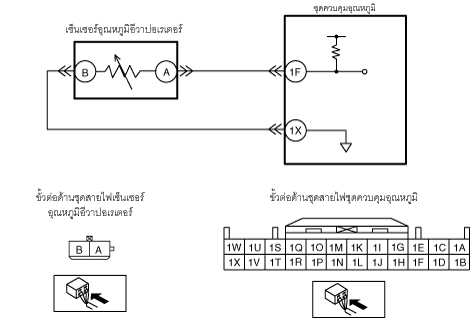 ชุดควบคุมอุณหภูมิ
เซ็นเซอร์อุณหภูมิอีวาปอเรเตอร์
B A 1F
1X
ขั้วต่อด้านชุดสายไฟเซ็นเซอร์
อุณหภูมิอีวาปอเรเตอร์
ขั้วต่อด้านชุดสายไฟชุดควบคุมอุณหภูมิ
B A
1W 1U 1S 1Q 1O 1M 1K 1I 1G 1E 1C 1A
1X 1V 1T 1R 1P 1N 1L 1J 1H 1F 1D 1B